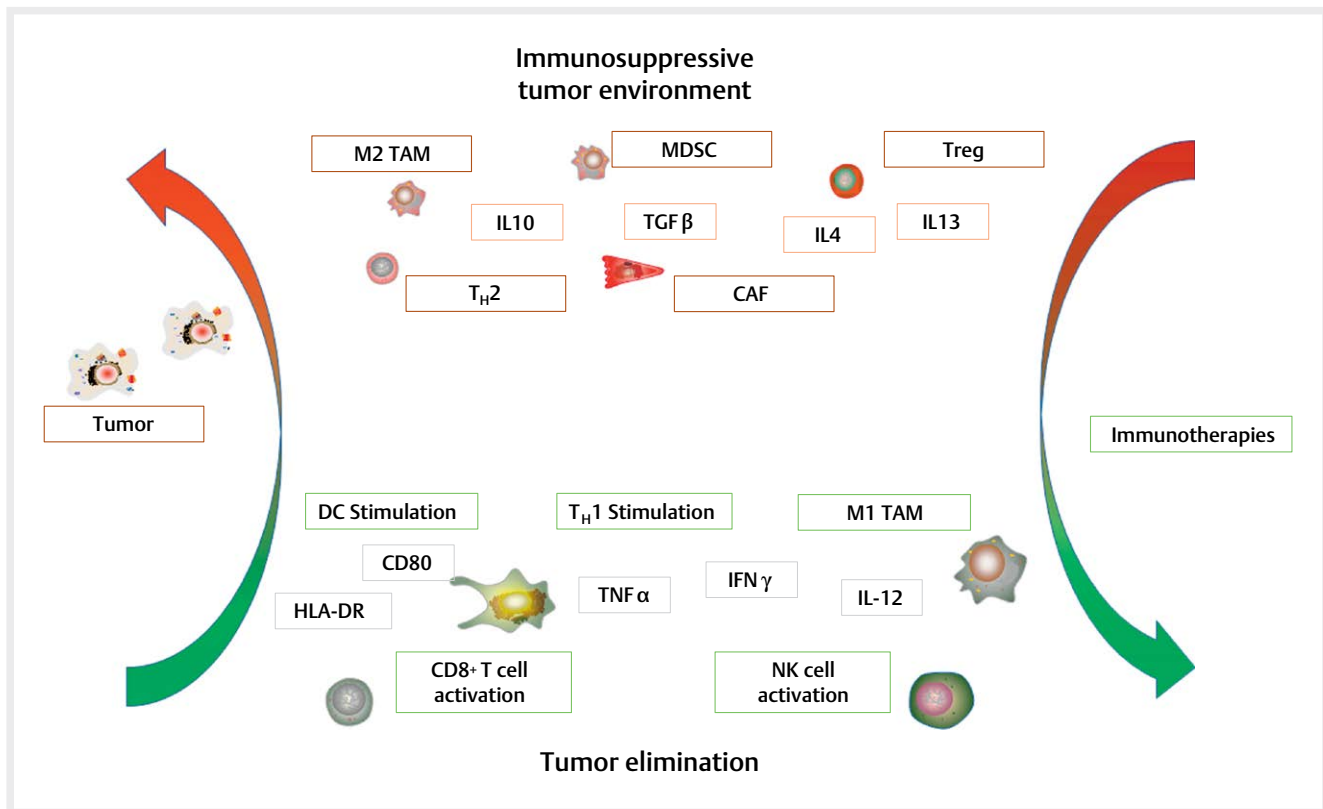 Immunosuppressive
tumor environment
M2 TAM
MDSC
Treg
IL10
TGF β
IL4
IL13
TH2
CAF
Tumor
Immunotherapies
DC Stimulation
TH1 Stimulation
M1 TAM
CD80
HLA-DR
TNF α
IFN γ
IL-12
CD8+ T cell
activation
NK cell
activation
Tumor elimination